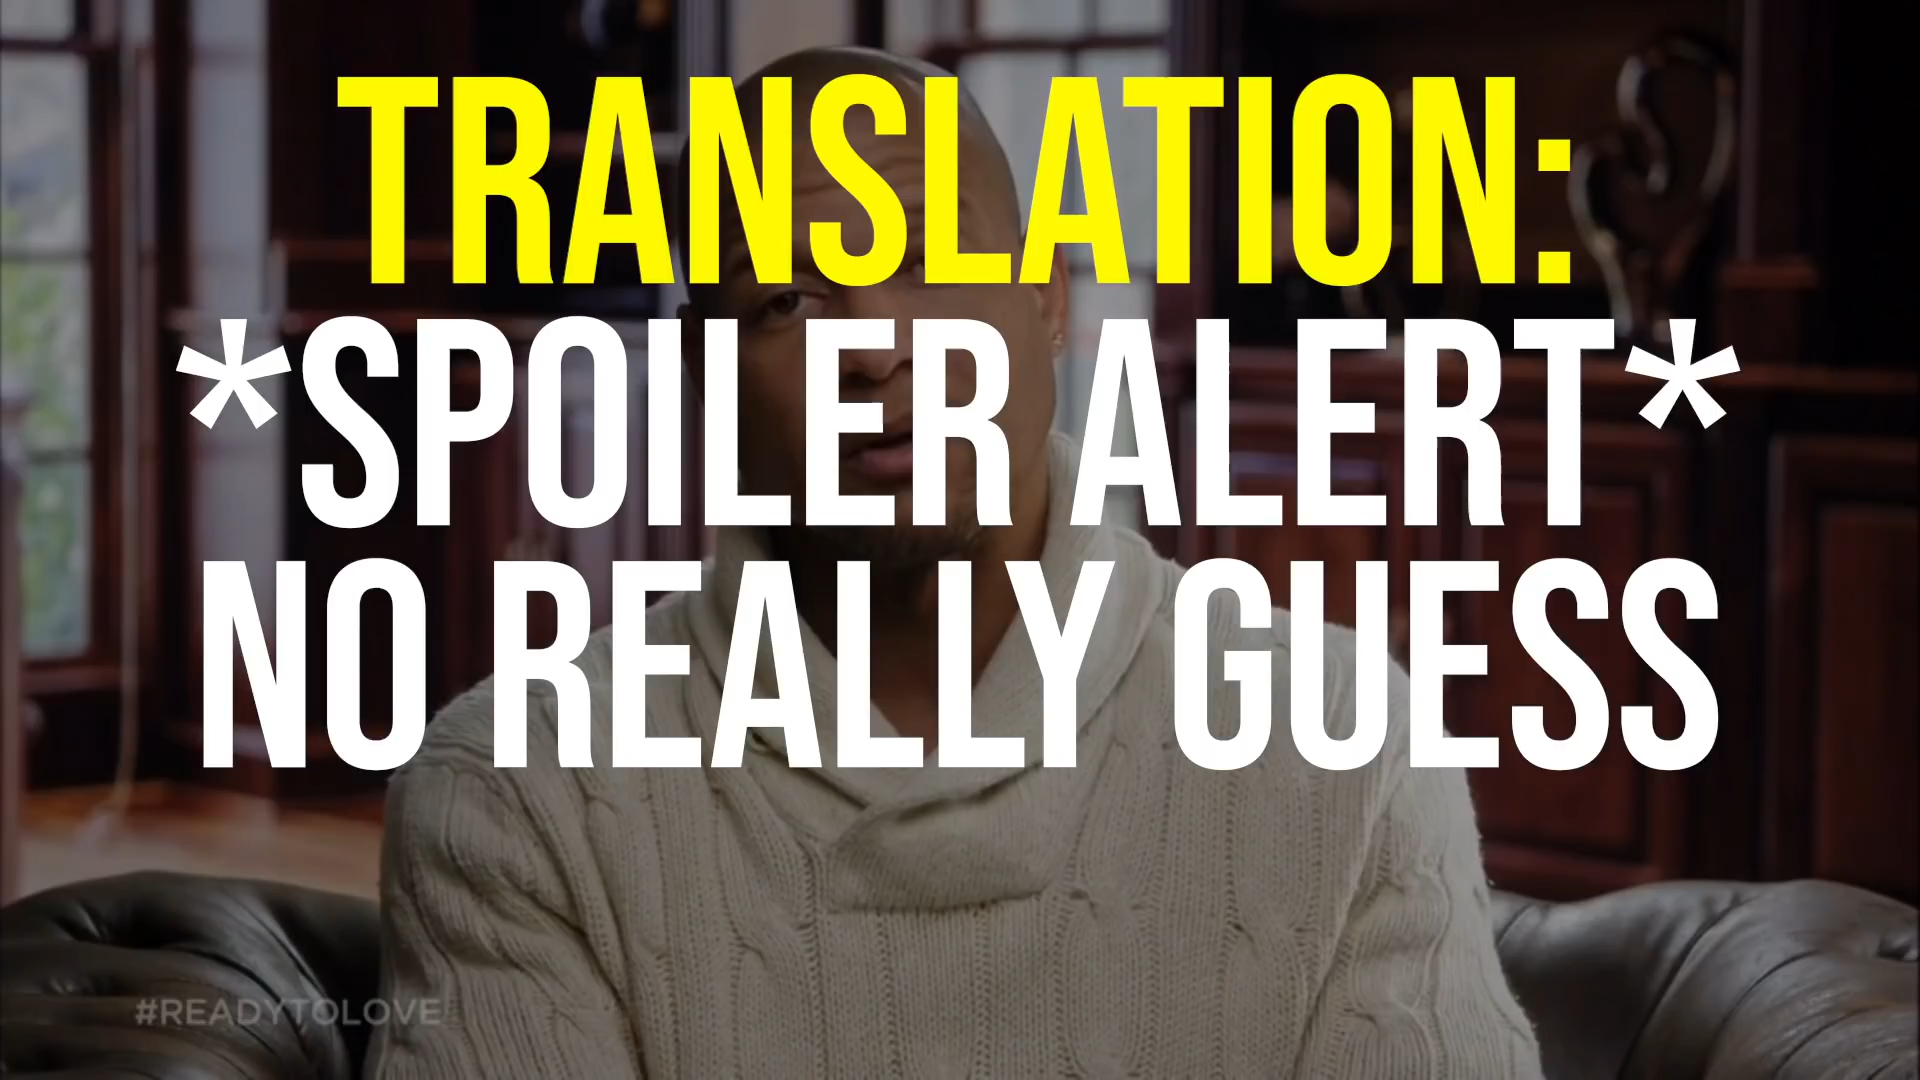 TRANSLATION:
*SPOILER ALERT*
NO REALLY GUESS
#READYTOLOVE